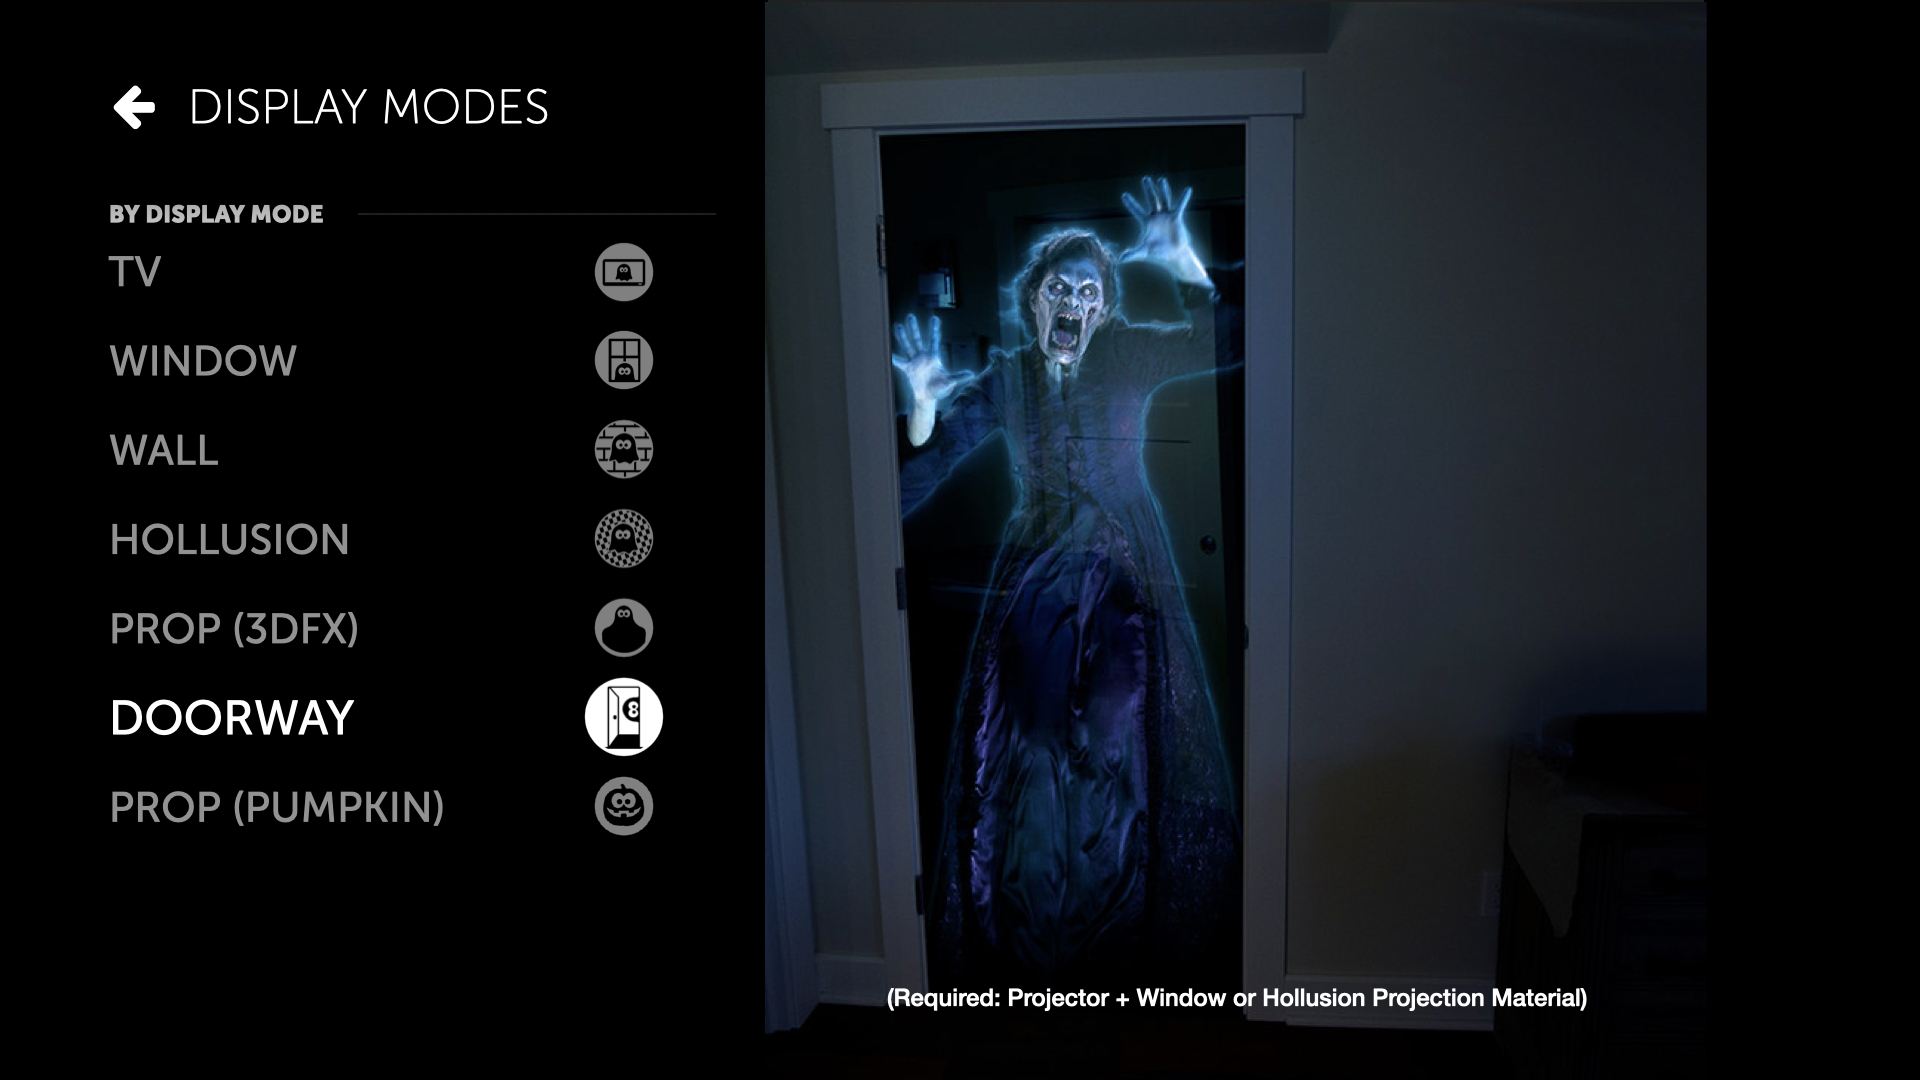 DISPLAY MODES
BY DISPLAY MODE
TV
WINDOW
WALL
HOLLUSION
PROP (3DFX)
DOORWAY
8
PROP (PUMPKIN)
(Required: Projector + Window or Hollusion Projection Material)